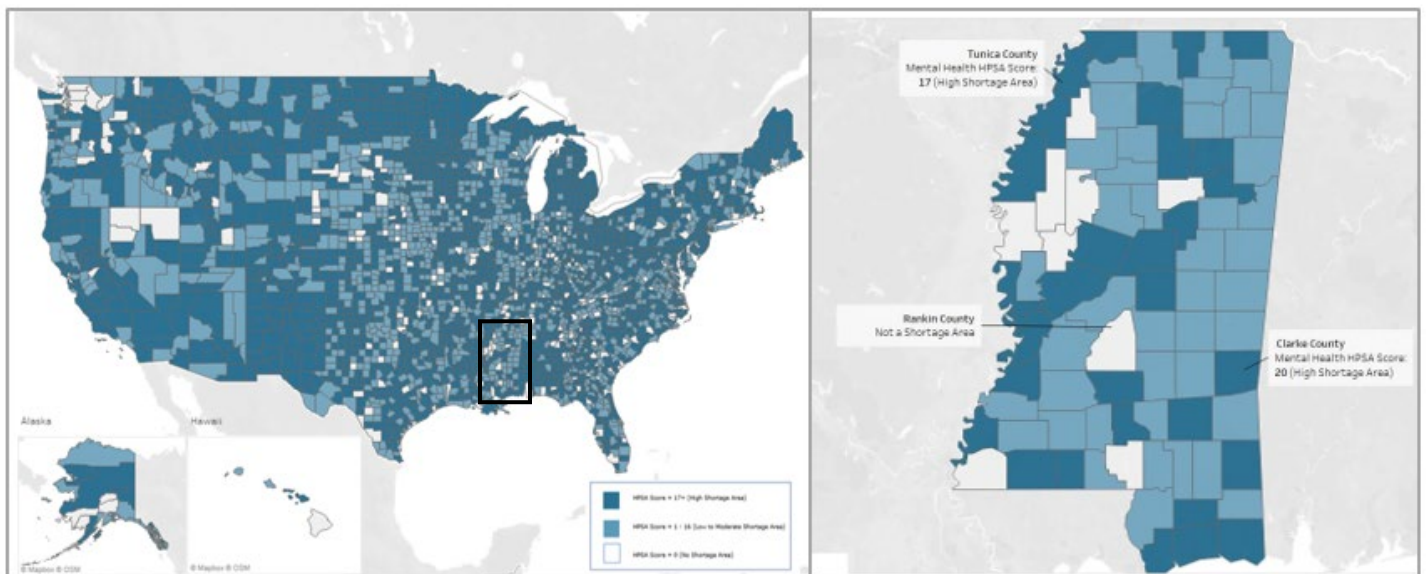 Alaska
Hawaii
© Mapbox © OSM
© Mapbox © OSM
HPSA Score = 17+ (High Shortage Area)
HPSA Score = 1 - 16 (Low to Moderate Shortage Area)
HPSA Score = 0 (No Shortage Area)
Tunica County
Mental Health HPSA Score:
17 (High Shortage Area)
Rankin County
Not a Shortage Area
Clarke County
Mental Health HPSA Score:
20 (High Shortage Area)